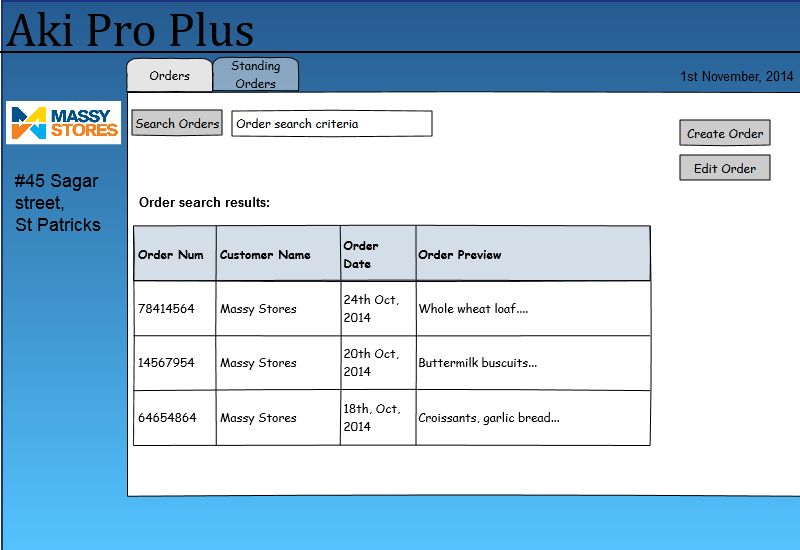 Aki Pro Plus
Orders
Standing
Orders
1st November, 2014
MASSY
STORES
Search Orders
Order search criteria
Create Order
Edit Order
#45 Sagar
street,
St Patricks
Order search results:
Order Num Customer Name Order Date Order Preview
78414564 Massy Stores 24th Oct, 2014 Whole wheat loaf....
14567954 Massy Stores 20th Oct, 2014 Buttermilk buscuits...
64654864 Massy Stores 18th, Oct, 2014 Croissants, garlic bread...